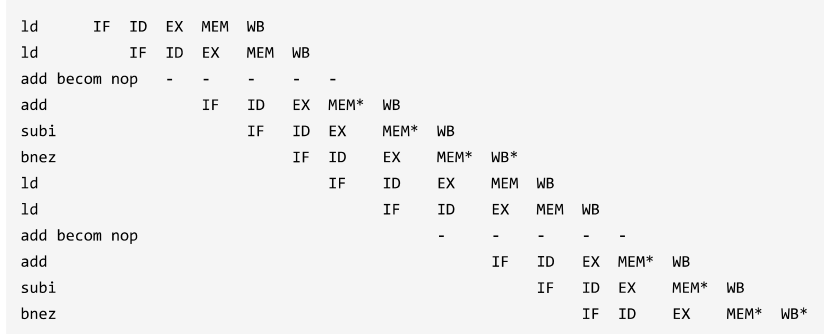 ld IF ID EX MEM WB
ld IF ID EX MEM WB
add becom nop - - - - -
add IF ID EX MEM* WB
subi IF ID EX MEM* WB
bnez IF ID EX MEM* WB*
ld IF ID EX MEM WB
ld IF ID EX MEM WB
add becom nop - - - - -
add IF ID EX MEM* WB
subi IF ID EX MEM* WB
bnez IF ID EX MEM* WB*